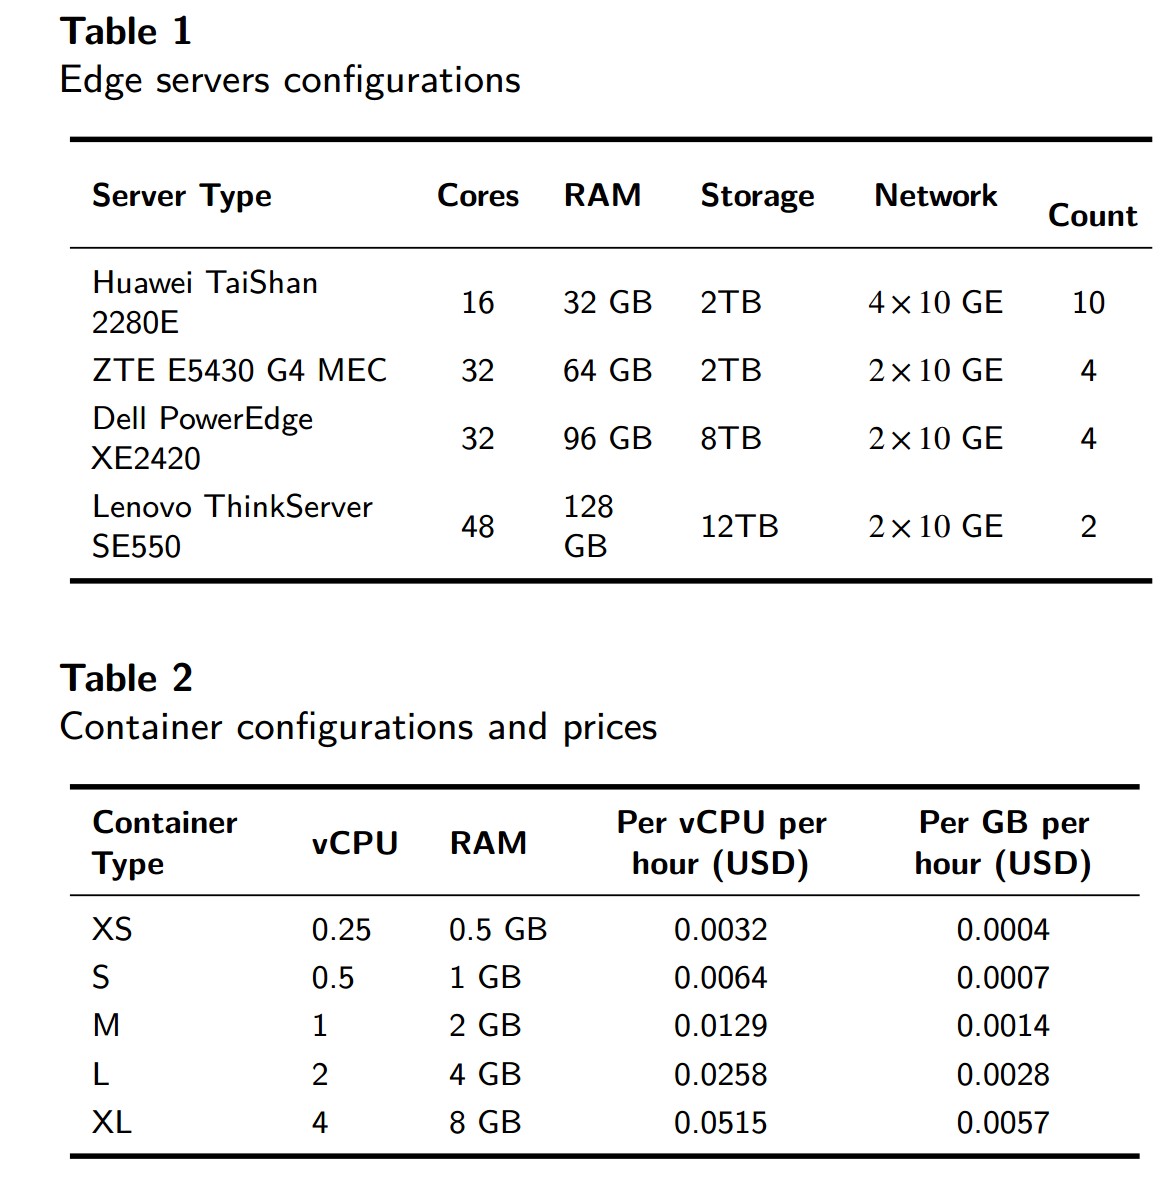 Table 1
Edge servers configurations
Server Type Cores RAM Storage Network Count
Huawei TaiShan
2280E 16 32 GB 2TB 4×10 GE 10
ZTE E5430 G4 MEC 32 64 GB 2TB 2×10 GE 4
Dell PowerEdge
XE2420 32 96 GB 8TB 2×10 GE 4
Lenovo ThinkServer
SE550 48 128 GB 12TB 2×10 GE 2
Table 2
Container configurations and prices
Container Type vCPU RAM Per vCPU per hour (USD) Per GB per hour (USD)
XS 0.25 0.5 GB 0.0032 0.0004
S 0.5 1 GB 0.0064 0.0007
M 1 2 GB 0.0129 0.0014
L 2 4 GB 0.0258 0.0028
XL 4 8 GB 0.0515 0.0057